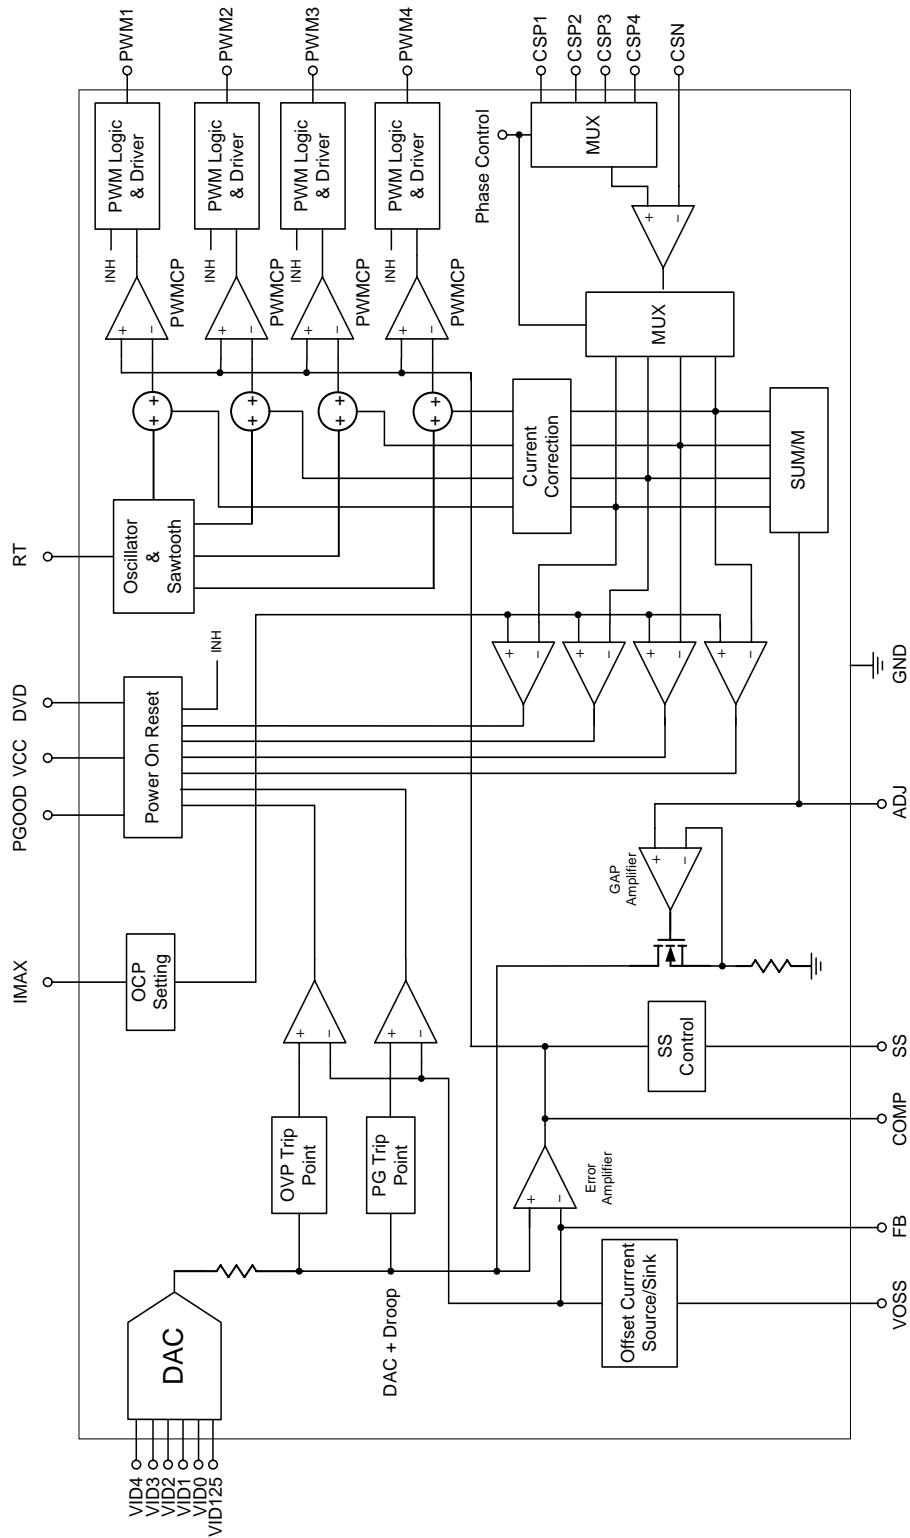 PWM1
PWM2
PWM3
PWM4
CSP1
CSP2
CSP3
CSP4
CSN
PWM Logic
& Driver
PWM Logic
& Driver
PWM Logic
& Driver
PWM Logic
& Driver
Phase Control
MUX
INH
INH
INH
INH
+
−
PWMCP
+
−
PWMCP
+
−
PWMCP
+
−
PWMCP
+
−
MUX
+
+
+
+
+
+
+
+
Current
Correction
SUM/M
RT
Oscillator
&
Sawtooth
INH
+
−
+
−
+
−
+
−
GND
DVD
VCC
PGOOD
Power On Reset
ADJ
GAP
Amplifier
+
−
IMAX
OCP
Setting
+
−
+
−
SS
Control
SS
COMP
OVP Trip
Point
PG Trip
Point
Error
Amplifier
+
−
FB
Offset Currrent
Source/Sink
VOSS
DAC
DAC + Droop
VID4
VID3
VID2
VID1
VID0
VID125